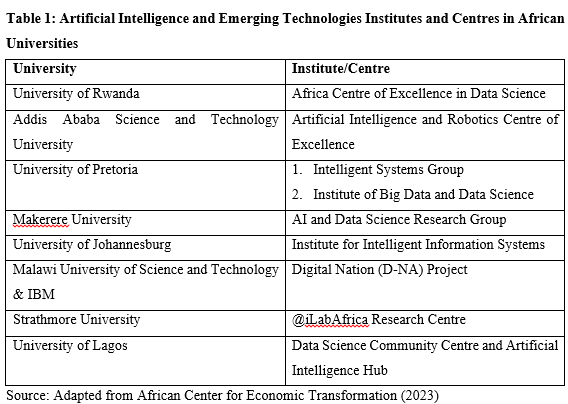 Table 1: Artificial Intelligence and Emerging Technologies Institutes and Centres in African
Universities
University Institute/Centre
University of Rwanda Africa Centre of Excellence in Data Science
Addis Ababa Science and Technology Artificial Intelligence and Robotics Centre of
University Excellence
University of Pretoria 1. Intelligent Systems Group
2. Institute of Big Data and Data Science
Makerere University AI and Data Science Research Group
University of Johannesburg Institute for Intelligent Information Systems
Malawi University of Science and Technology Digital Nation (D-NA) Project
& IBM
Strathmore University @iLabAfrica Research Centre
University of Lagos Data Science Community Centre and Artificial
Intelligence Hub
Source: Adapted from African Center for Economic Transformation (2023)